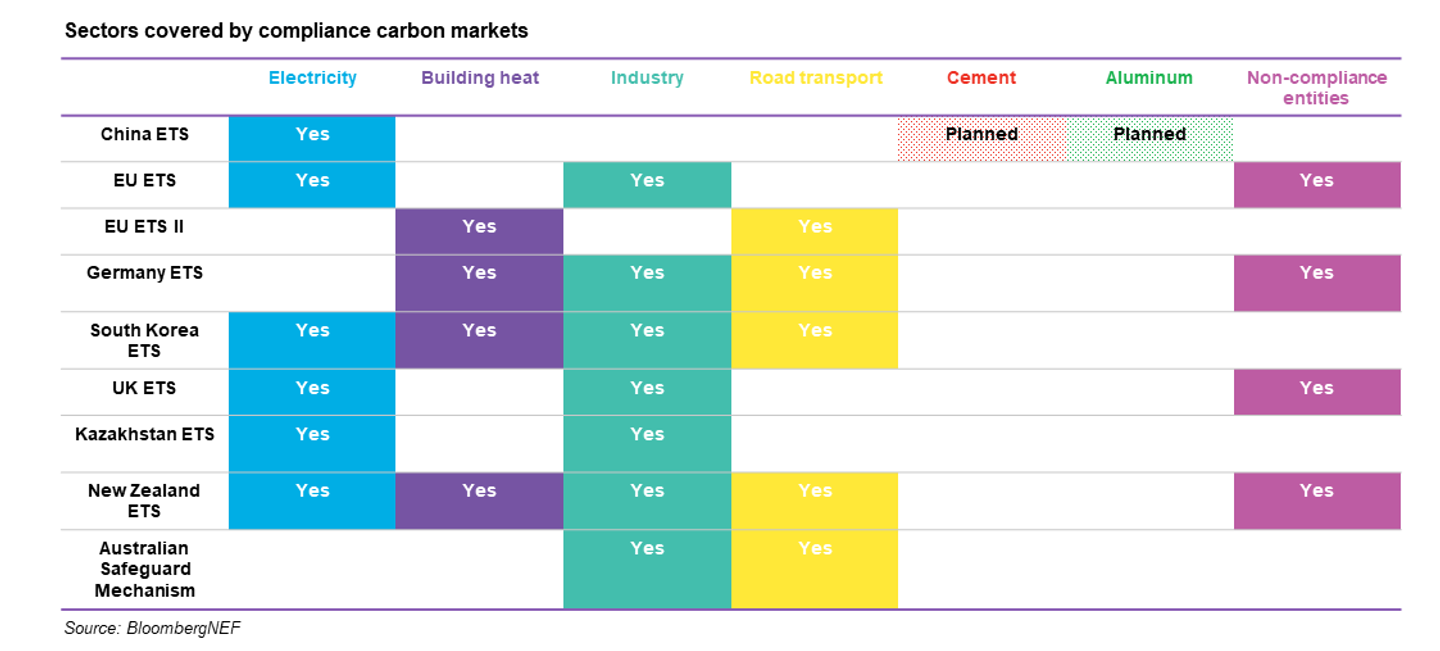 Sectors covered by compliance carbon markets
Electricity Building heat Industry Road transport Cement Aluminum Non-compliance
entities
China ETS Yes Planned Planned
EU ETS Yes Yes Yes
EU ETS II Yes Yes
Germany ETS Yes Yes Yes Yes
South Korea Yes Yes Yes Yes
ETS
UK ETS Yes Yes Yes
Kazakhstan ETS Yes Yes
New Zealand Yes Yes Yes Yes Yes
ETS
Australian Yes Yes
Safeguard
Mechanism
Source: BloombergNEF